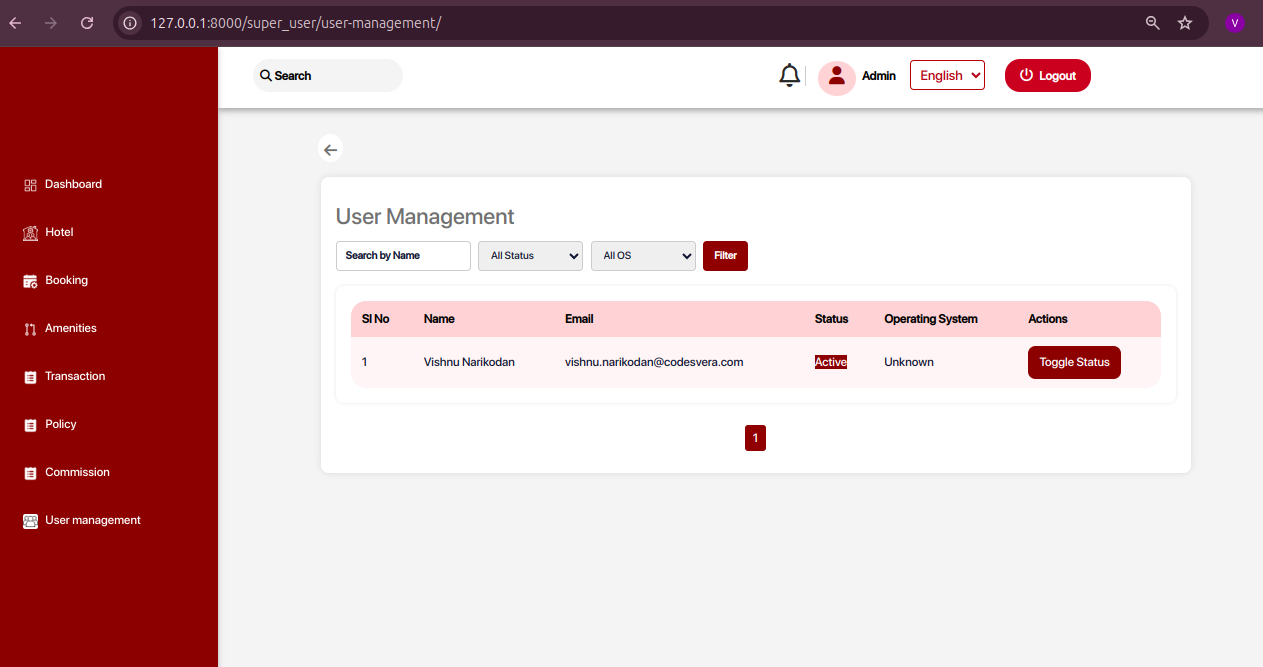 127.0.0.1:8000/super_user/user-management/
V
Search
Admin
English
Logout
Dashboard
Hotel
Booking
Amenities
Transaction
Policy
Commission
User management
User Management
Search by Name
All Status
All OS
Filter
Sl No Name Email Status Operating System Actions
1 Vishnu Narikodan vishnu.narikodan@codesvera.com Active Unknown Toggle Status
1